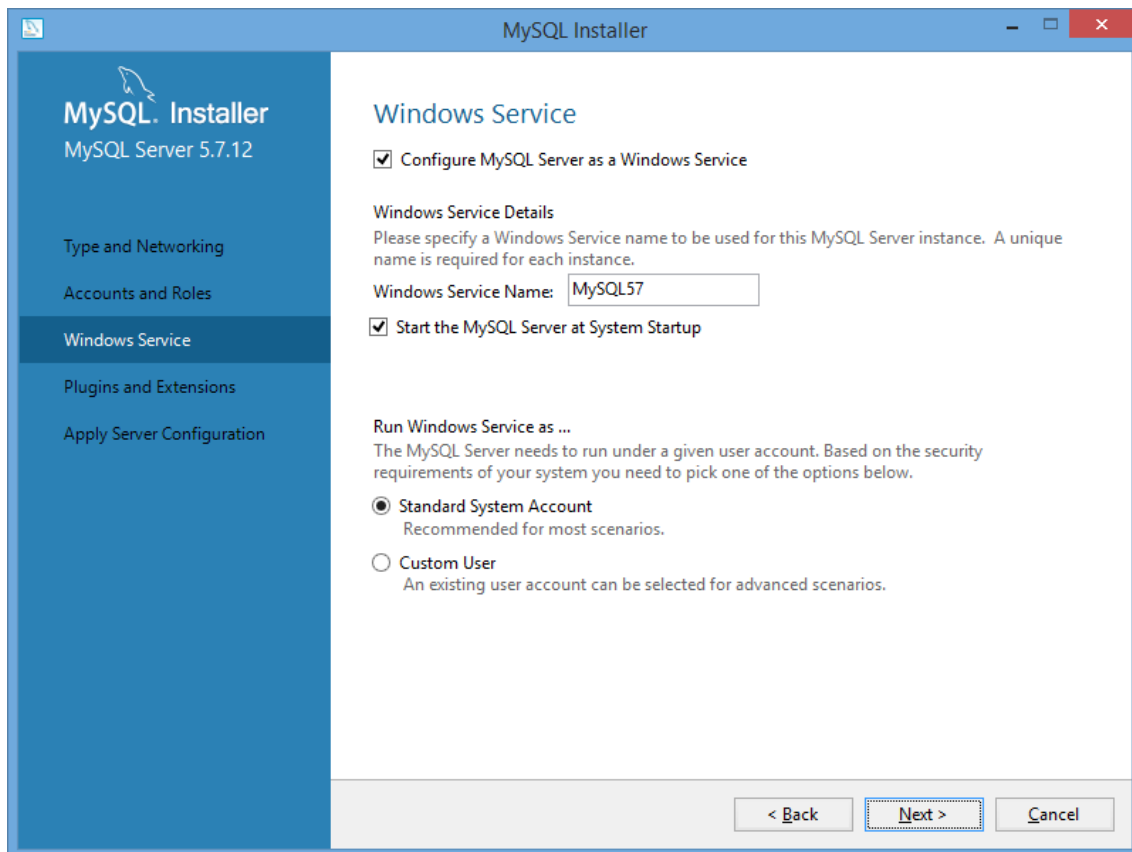 MySQL Installer
MySQL. Installer
MySQL Server 5.7.12
Type and Networking
Accounts and Roles
Windows Service
Plugins and Extensions
Apply Server Configuration
Windows Service
Configure MySQL Server as a Windows Service
Windows Service Details
Please specify a Windows Service name to be used for this MySQL Server instance. A unique
name is required for each instance.
Windows Service Name: MySQL57
Start the MySQL Server at System Startup
Run Windows Service as ...
The MySQL Server needs to run under a given user account. Based on the security
requirements of your system you need to pick one of the options below.
Standard System Account
Recommended for most scenarios.
Custom User
An existing user account can be selected for advanced scenarios.
< Back Next > Cancel